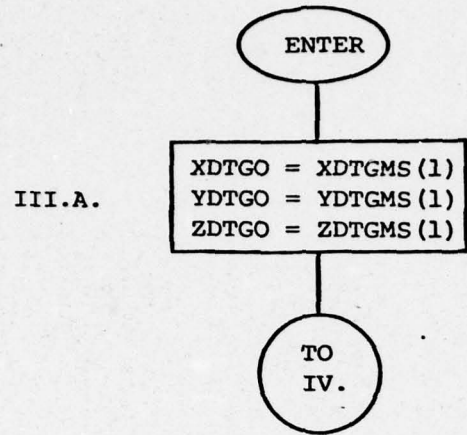 ENTER
III.A.
XDTGO = XDTGMS(1)
YDTGO = YDTGMS(1)
ZDTGO = ZDTGMS(1)
TO
IV.